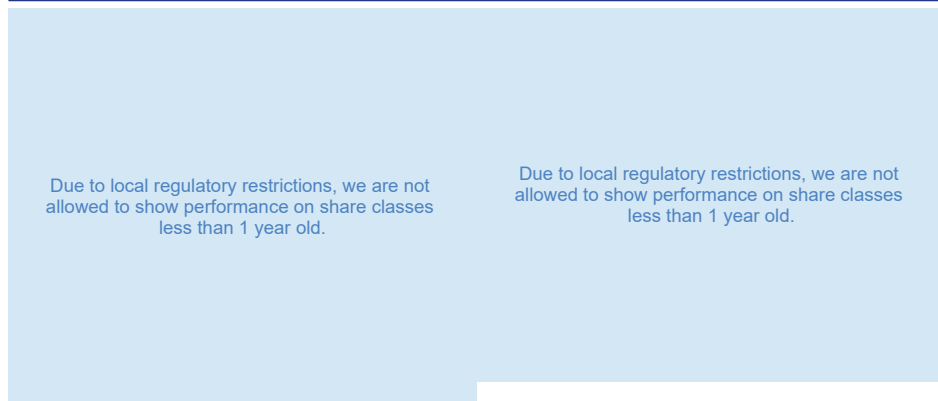 Due to local regulatory restrictions, we are not
allowed to show performance on share classes
less than 1 year old.
Due to local regulatory restrictions, we are not
allowed to show performance on share classes
less than 1 year old.